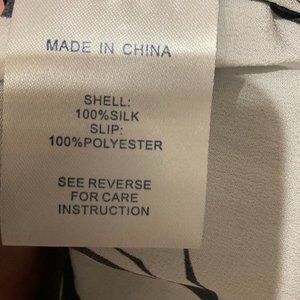 MADE IN CHINA
SHELL:
100%SILK
SLIP:
100%POLYESTER
SEE REVERSE
FOR CARE
INSTRUCTION